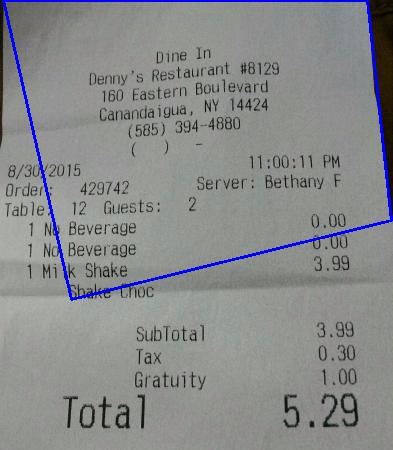 Dine In
Denny's Restaurant #8129
160 Eastern Boulevard
Canandaigua, NY 14424
(585) 394-4880
(    )    -
8/30/2015 11:00:11 PM
Order: 429742 Server: Bethany F
Table: 12 Guests: 2
1 No Beverage 0.00
1 No Beverage 0.00
1 Milk Shake 3.99
Shake Choc
SubTotal 3.99
Tax 0.30
Gratuity 1.00
Total 5.29